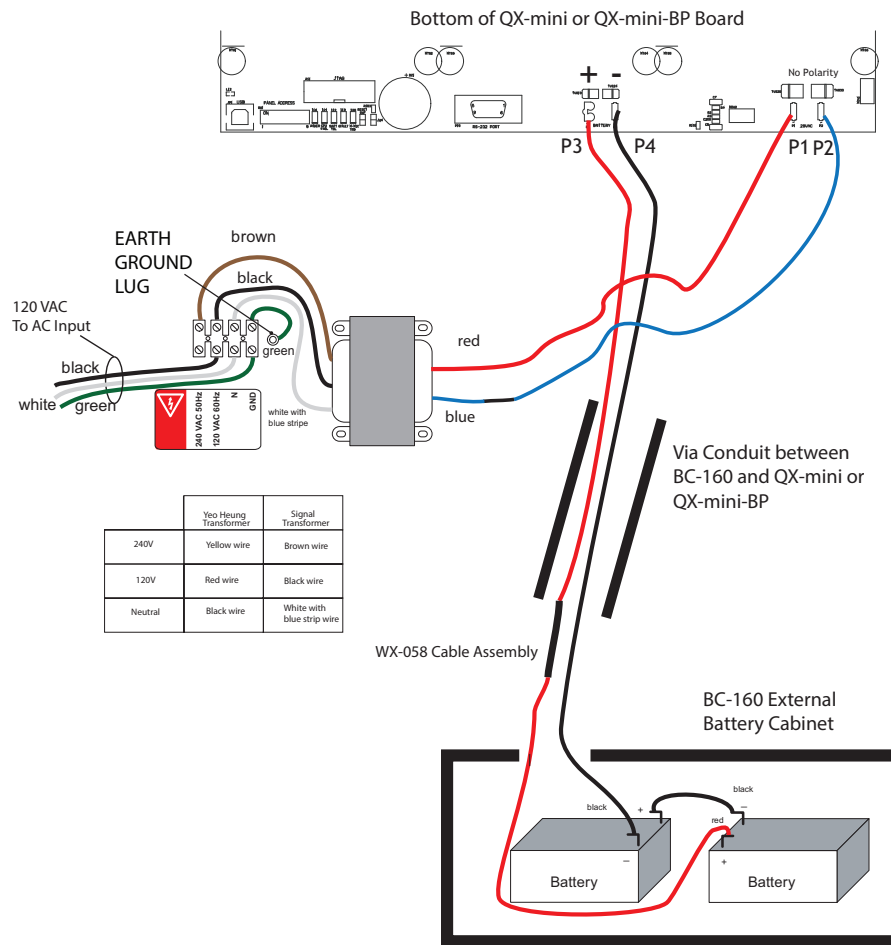 Bottom of QX-mini or QX-mini-BP Board
JTAG
No Polarity
USB
PANEL ADDRESS
RS-232 PORT
BATTERY
P3
P4
P1 P2
EARTH
GROUND
LUG
brown
black
120 VAC
To AC Input
black
white
green
green
240 VAC 50Hz
120 VAC 60Hz
N
GND
white with
blue stripe
red
blue
Via Conduit between
BC-160 and QX-mini or
QX-mini-BP
Yeo Heung
Transformer
Signal
Transformer
240V
Yellow wire
Brown wire
120V
Red wire
Black wire
Neutral
Black wire
White with
blue strip wire
WX-058 Cable Assembly
BC-160 External
Battery Cabinet
black
black
red
+
–
–
+
Battery
Battery